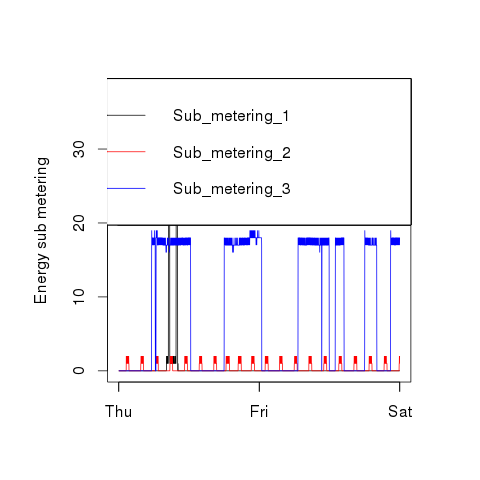 Sub_metering_1
Sub_metering_2
Sub_metering_3
Energy sub metering
30
20
10
0
Thu Fri Sat